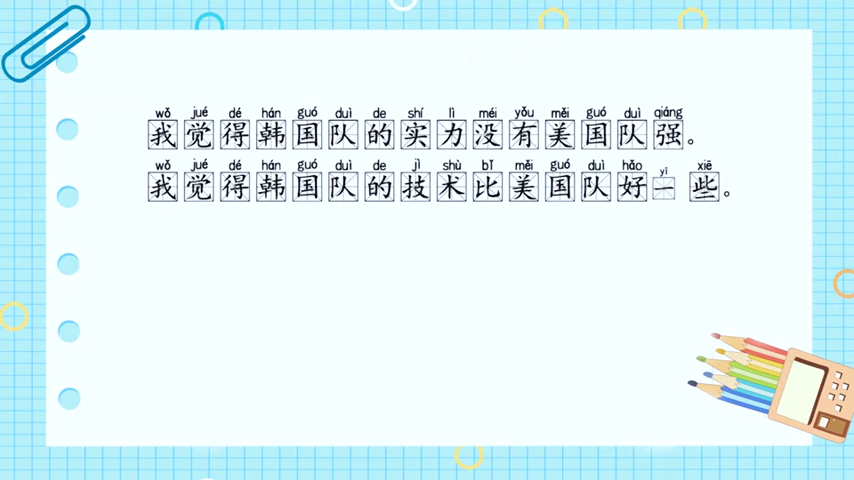 wǒ jué dé hán guó duì de shí lì méi yǒu měi guó duì qiáng
我觉得韩国队的实力没有美国队强。
wǒ jué dé hán guó duì de jì shù bǐ měi guó duì hǎo yī xiē
我觉得韩国队的技术比美国队好一些。